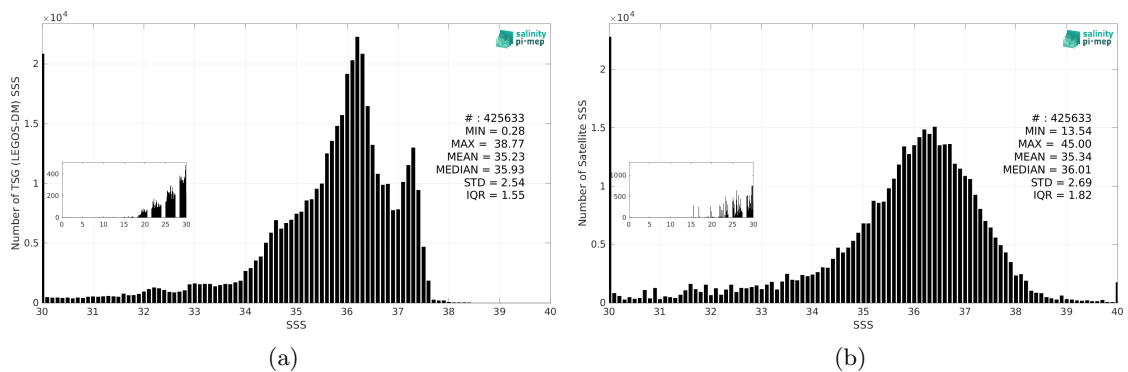 ×10^4
salinity
pi-mep
2
1.5
1
0.5
0
Number of TSG (LEGOS-DM) SSS
# : 425633
MIN = 0.28
MAX = 38.77
MEAN = 35.23
MEDIAN = 35.93
STD = 2.54
IQR = 1.55
400
200
0
0 5 10 15 20 25 30
30 31 32 33 34 35 36 37 38 39 40
SSS
(a)
×10^4
salinity
pi-mep
2
1.5
1
0.5
0
Number of Satellite SSS
# : 425633
MIN = 13.54
MAX = 45.00
MEAN = 35.34
MEDIAN = 36.01
STD = 2.69
IQR = 1.82
1000
500
0
0 5 10 15 20 25 30
30 31 32 33 34 35 36 37 38 39 40
SSS
(b)